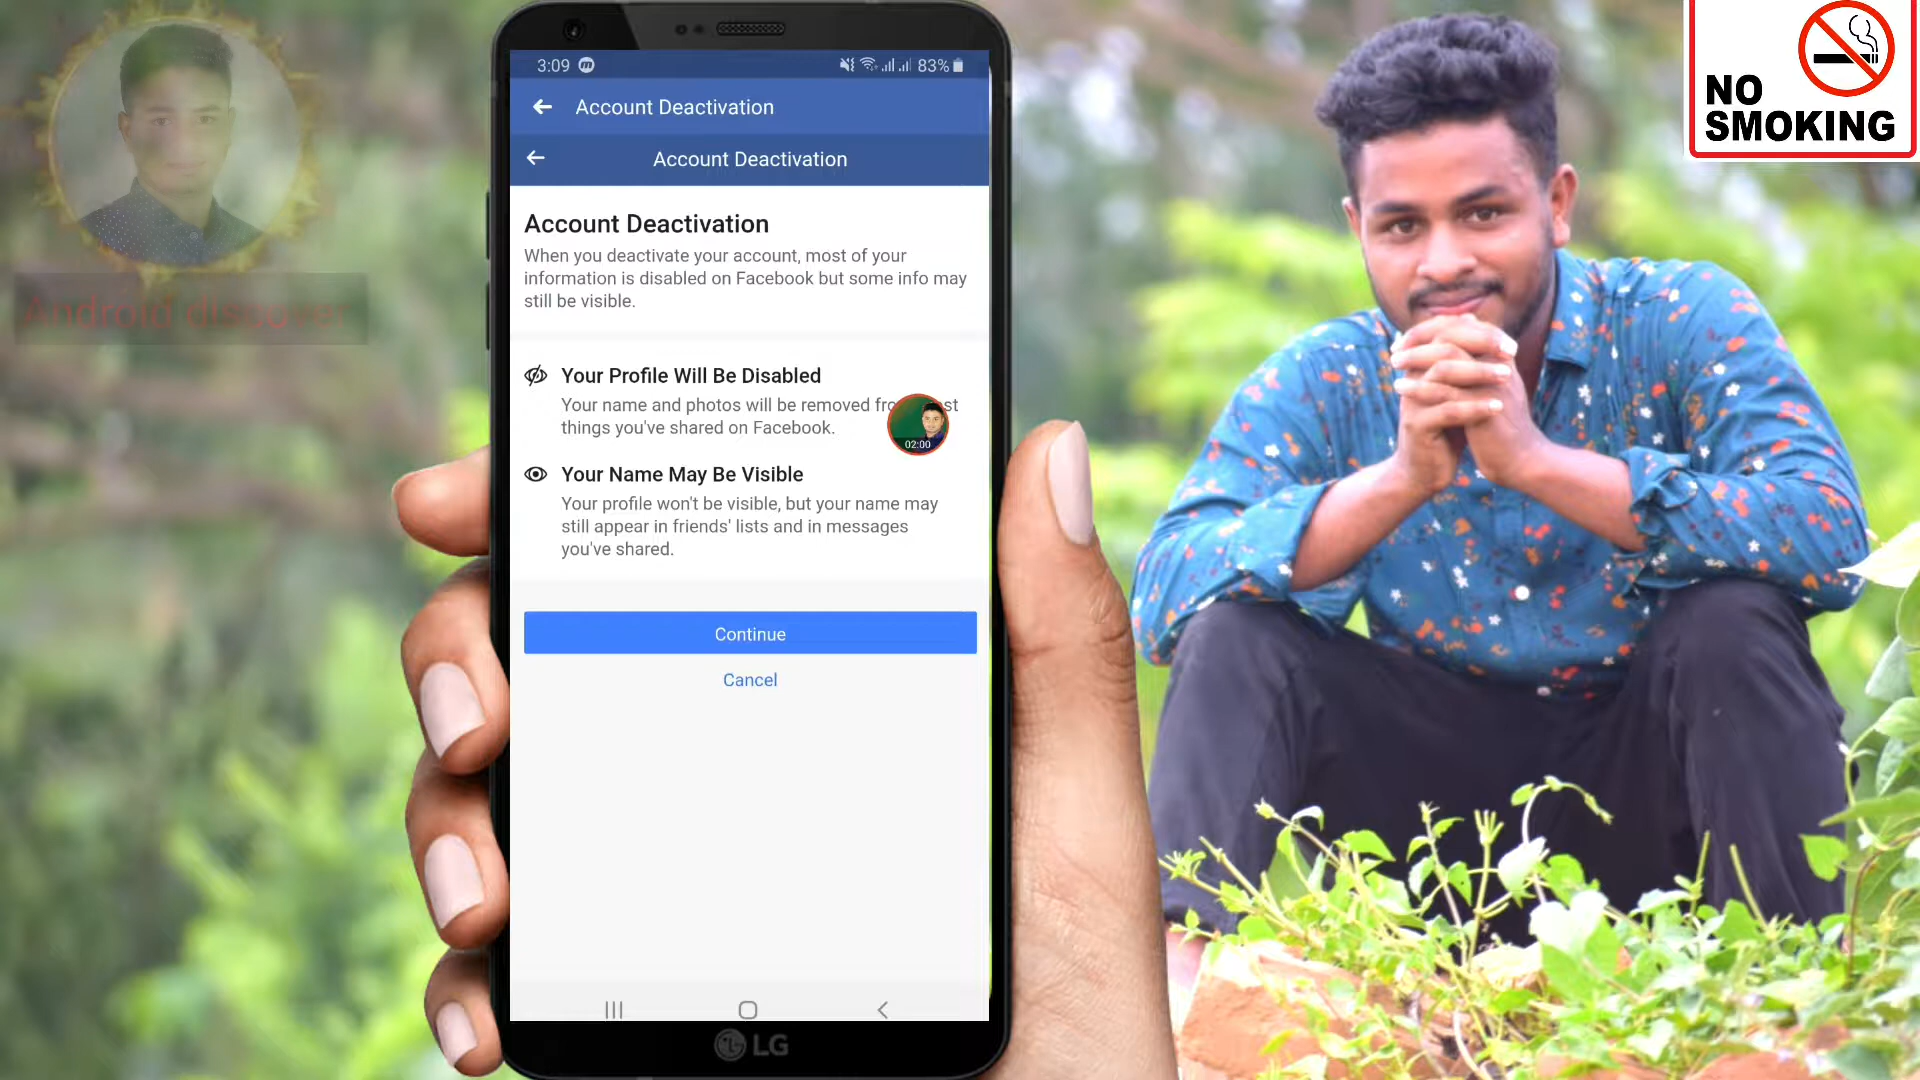 Android discover
3:09
83%
Account Deactivation
Account Deactivation
Account Deactivation
When you deactivate your account, most of your
information is disabled on Facebook but some info may
still be visible.
Your Profile Will Be Disabled
Your name and photos will be removed
things you've shared on Facebook.
02:00
Your Name May Be Visible
Your profile won't be visible, but your name may
still appear in friends' lists and in messages
you've shared.
Continue
Cancel
LG
NO
SMOKING